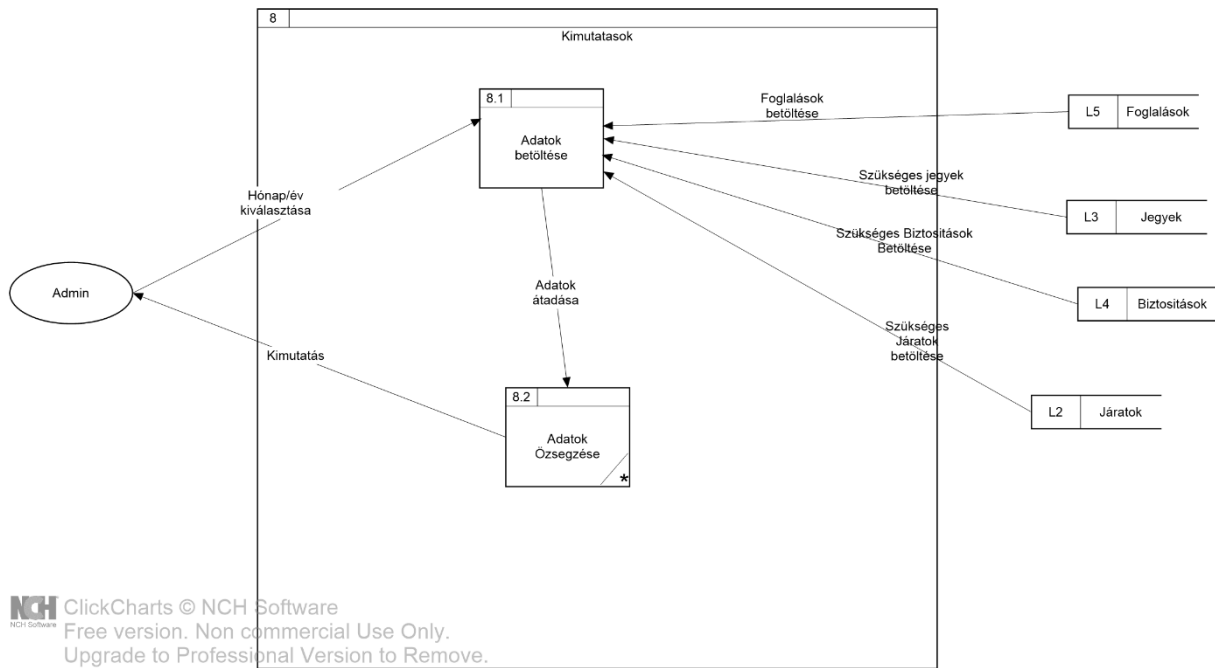 8
Kimutatasok
8.1
Adatok
betöltése
Foglalások
betöltése
L5 Foglalások
Szükséges jegyek
betöltése
L3 Jegyek
Hónap/év
kiválasztása
Szükséges Biztositások
Betöltése
Admin
L4 Biztositások
Adatok
átadása
Szükséges
Járatok
betöltése
Kimutatás
8.2
Adatok
Özsegzése
*
L2 Járatok
NCH
NCH Software
ClickCharts © NCH Software
Free version. Non commercial Use Only.
Upgrade to Professional Version to Remove.